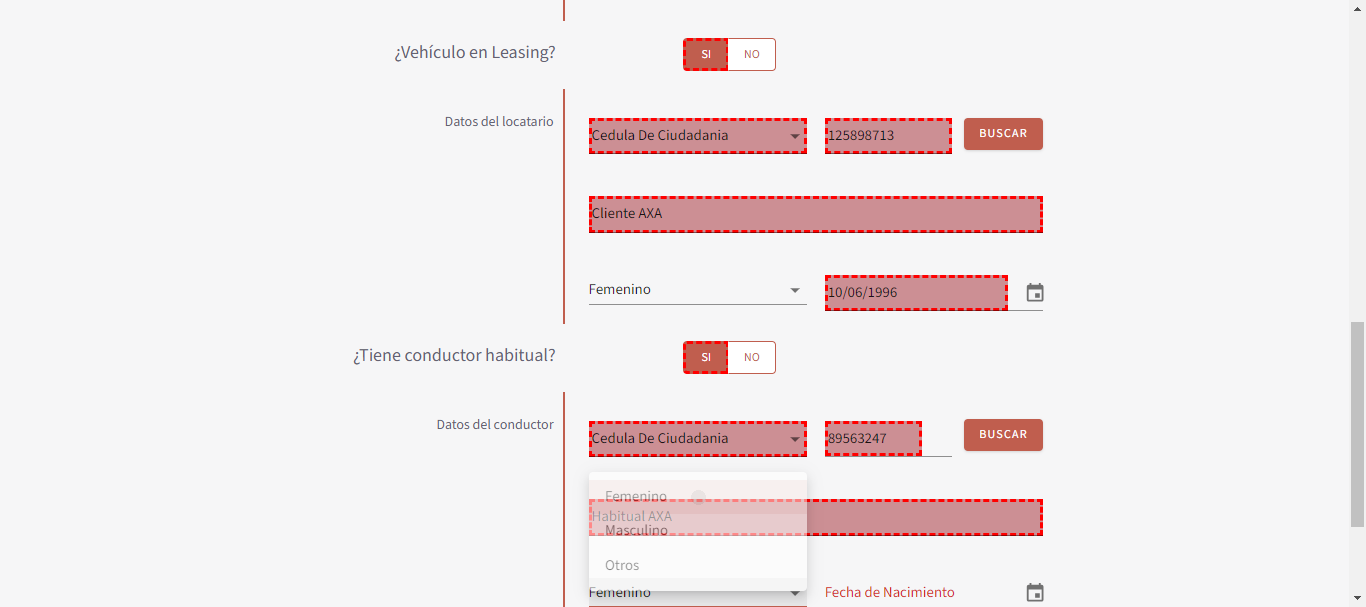 ¿Vehículo en Leasing?
SI
NO
Datos del locatario
Cedula De Ciudadania
125898713
BUSCAR
Cliente AXA
Femenino
10/06/1996
¿Tiene conductor habitual?
SI
NO
Datos del conductor
Cedula De Ciudadania
89563247
BUSCAR
Femenino
Habitual AXA
Masculino
Otros
Femenino
Fecha de Nacimiento